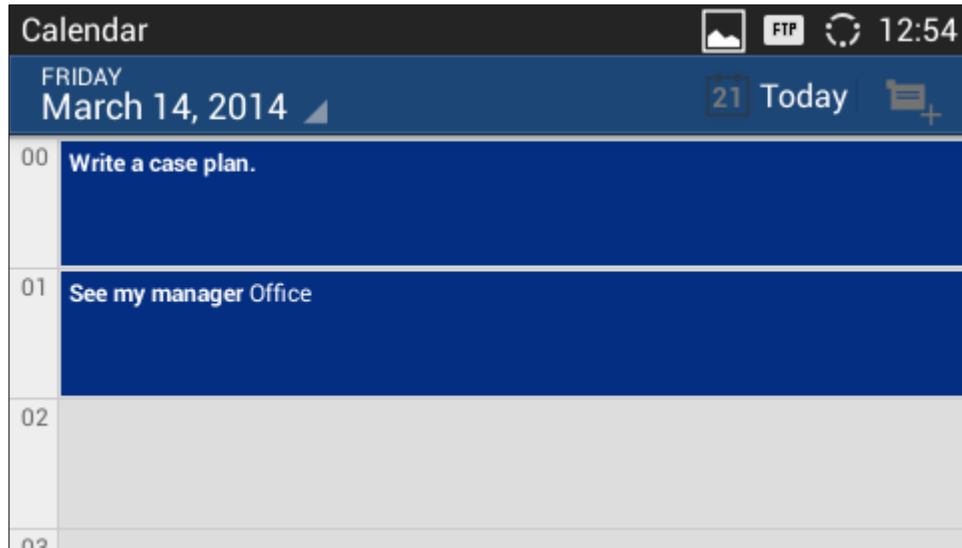 Calendar FTP 12:54
FRIDAY
March 14, 2014 21 Today
00 Write a case plan.
01 See my manager Office
02
03